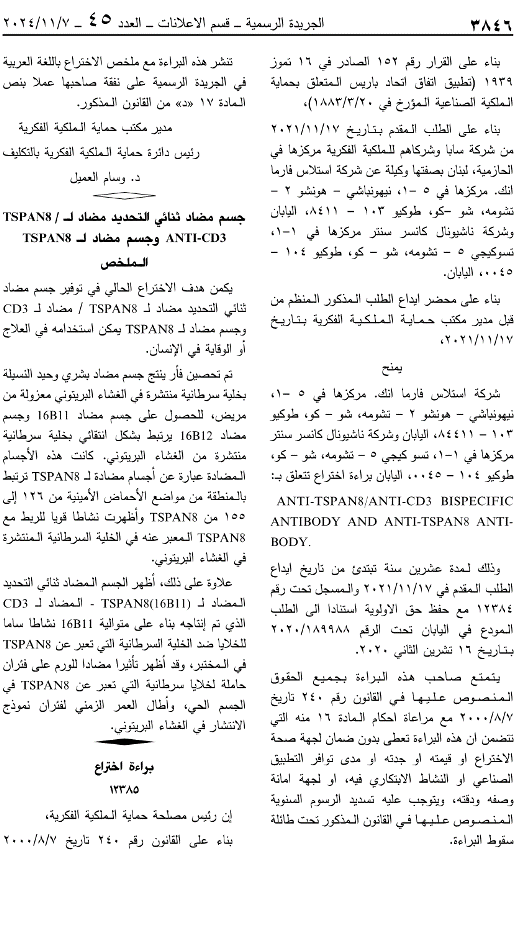 ٣٨٤٦
الجريدة الرسمية ــ قسم الاعلانات ــ العدد ٤٥ ــ ٢٠٢٤/١١/٧
بناء على القرار رقم ١٥٢ الصادر في ١٦ تموز
١٩٣٩ (تطبيق اتفاق اتحاد باريس المتعلق بحماية
الملكية الصناعية المؤرخ في ١٨٨٣/٣/٢٠)،
بناء على الطلب المقدم بتاريخ ٢٠٢١/١١/١٧
من شركة سابا وشركاهم للملكية الفكرية مركزها في
الحازمية، لبنان بصفتها وكيلة عن شركة استلاس فارما
انك. مركزها في ٥ -١، نيهونباشي - هونشو ٢ -
تشومه، شو -كو، طوكيو ١٠٣ - ٨٤١١، اليابان
وشركة ناشيونال كانسر سنتر مركزها في ١-١،
تسوكيجي ٥ - تشومه، شو - كو، طوكيو ١٠٤ -
٠٠٤٥، اليابان.
بناء على محضر ايداع الطلب المذكور المنظم من
قبل مدير مكتب حماية الملكية الفكرية بتاريخ
٢٠٢١/١١/١٧،
يمنح
شركة استلاس فارما انك. مركزها في ٥ -١،
نيهونباشي - هونشو ٢ - تشومه، شو - كو، طوكيو
١٠٣ - ٨٤٤١١، اليابان وشركة ناشيونال كانسر سنتر
مركزها في ١-١، تسو كيجي ٥ - تشومه، شو - كو،
طوكيو ١٠٤ - ٠٠٤٥، اليابان براءة اختراع تتعلق بـ:
ANTI-TSPAN8/ANTI-CD3 BISPECIFIC
ANTIBODY AND ANTI-TSPAN8 ANTI-
BODY.
وذلك لمدة عشرين سنة تبتدئ من تاريخ ايداع
الطلب المقدم في ٢٠٢١/١١/١٧ والمسجل تحت رقم
١٢٣٨٤ مع حفظ حق الاولوية استنادا الى الطلب
المودع في اليابان تحت الرقم ٢٠٢٠/١٨٩٩٨٨
بتاريخ ١٦ تشرين الثاني ٢٠٢٠.
يتمتع صاحب هذه البراءة بجميع الحقوق
المنصوص عليها في القانون رقم ٢٤٠ تاريخ
٢٠٠٠/٨/٧ مع مراعاة احكام المادة ١٦ منه التي
تتضمن ان هذه البراءة تعطى بدون ضمان لجهة صحة
الاختراع او قيمته او جدته او مدى توافر التطبيق
الصناعي او النشاط الابتكاري فيه، او لجهة امانة
وصفه ودقته، ويتوجب عليه تسديد الرسوم السنوية
المنصوص عليها في القانون المذكور تحت طائلة
سقوط البراءة.
تنشر هذه البراءة مع ملخص الاختراع باللغة العربية
في الجريدة الرسمية على نفقة صاحبها عملا بنص
المادة ١٧ «د» من القانون المذكور.
مدير مكتب حماية الملكية الفكرية
رئيس دائرة حماية الملكية الفكرية بالتكليف
د. وسام العميل
جسم مضاد ثنائي التحديد مضاد لـ TSPAN8 /
ANTI-CD3 وجسم مضاد لـ TSPAN8
الملخص
يكمن هدف الاختراع الحالي في توفير جسم مضاد
ثنائي التحديد مضاد لـ TSPAN8 / مضاد لـ CD3
وجسم مضاد لـ TSPAN8 يمكن استخدامه في العلاج
أو الوقاية في الإنسان.
تم تحصين فأر ينتج جسم مضاد بشري وحيد النسيلة
بخلية سرطانية منتشرة في الغشاء البريتوني معزولة من
مريض، للحصول على جسم مضاد 16B11 وجسم
مضاد 16B12 يرتبط بشكل انتقائي بخلية سرطانية
منتشرة من الغشاء البريتوني. كانت هذه الأجسام
المضادة عبارة عن أجسام مضادة لـ TSPAN8 ترتبط
بالمنطقة من مواضع الأحماض الأمينية من ١٢٦ إلى
١٥٥ من TSPAN8 وأظهرت نشاطا قويا للربط مع
TSPAN8 المعبر عنه في الخلية السرطانية المنتشرة
في الغشاء البريتوني.
علاوة على ذلك، أظهر الجسم المضاد ثنائي التحديد
المضاد لـ TSPAN8(16B11) - المضاد لـ CD3
الذي تم إنتاجه بناء على متوالية 16B11 نشاطا ساما
للخلايا ضد الخلية السرطانية التي تعبر عن TSPAN8
في المختبر، وقد أظهر تأثيرا مضادا للورم على فئران
حاملة لخلايا سرطانية التي تعبر عن TSPAN8 في
الجسم الحي، وأطال العمر الزمني لفئران نموذج
الانتشار في الغشاء البريتوني.
براءة اختراع
١٢٣٨٥
إن رئيس مصلحة حماية الملكية الفكرية،
بناء على القانون رقم ٢٤٠ تاريخ ٢٠٠٠/٨/٧